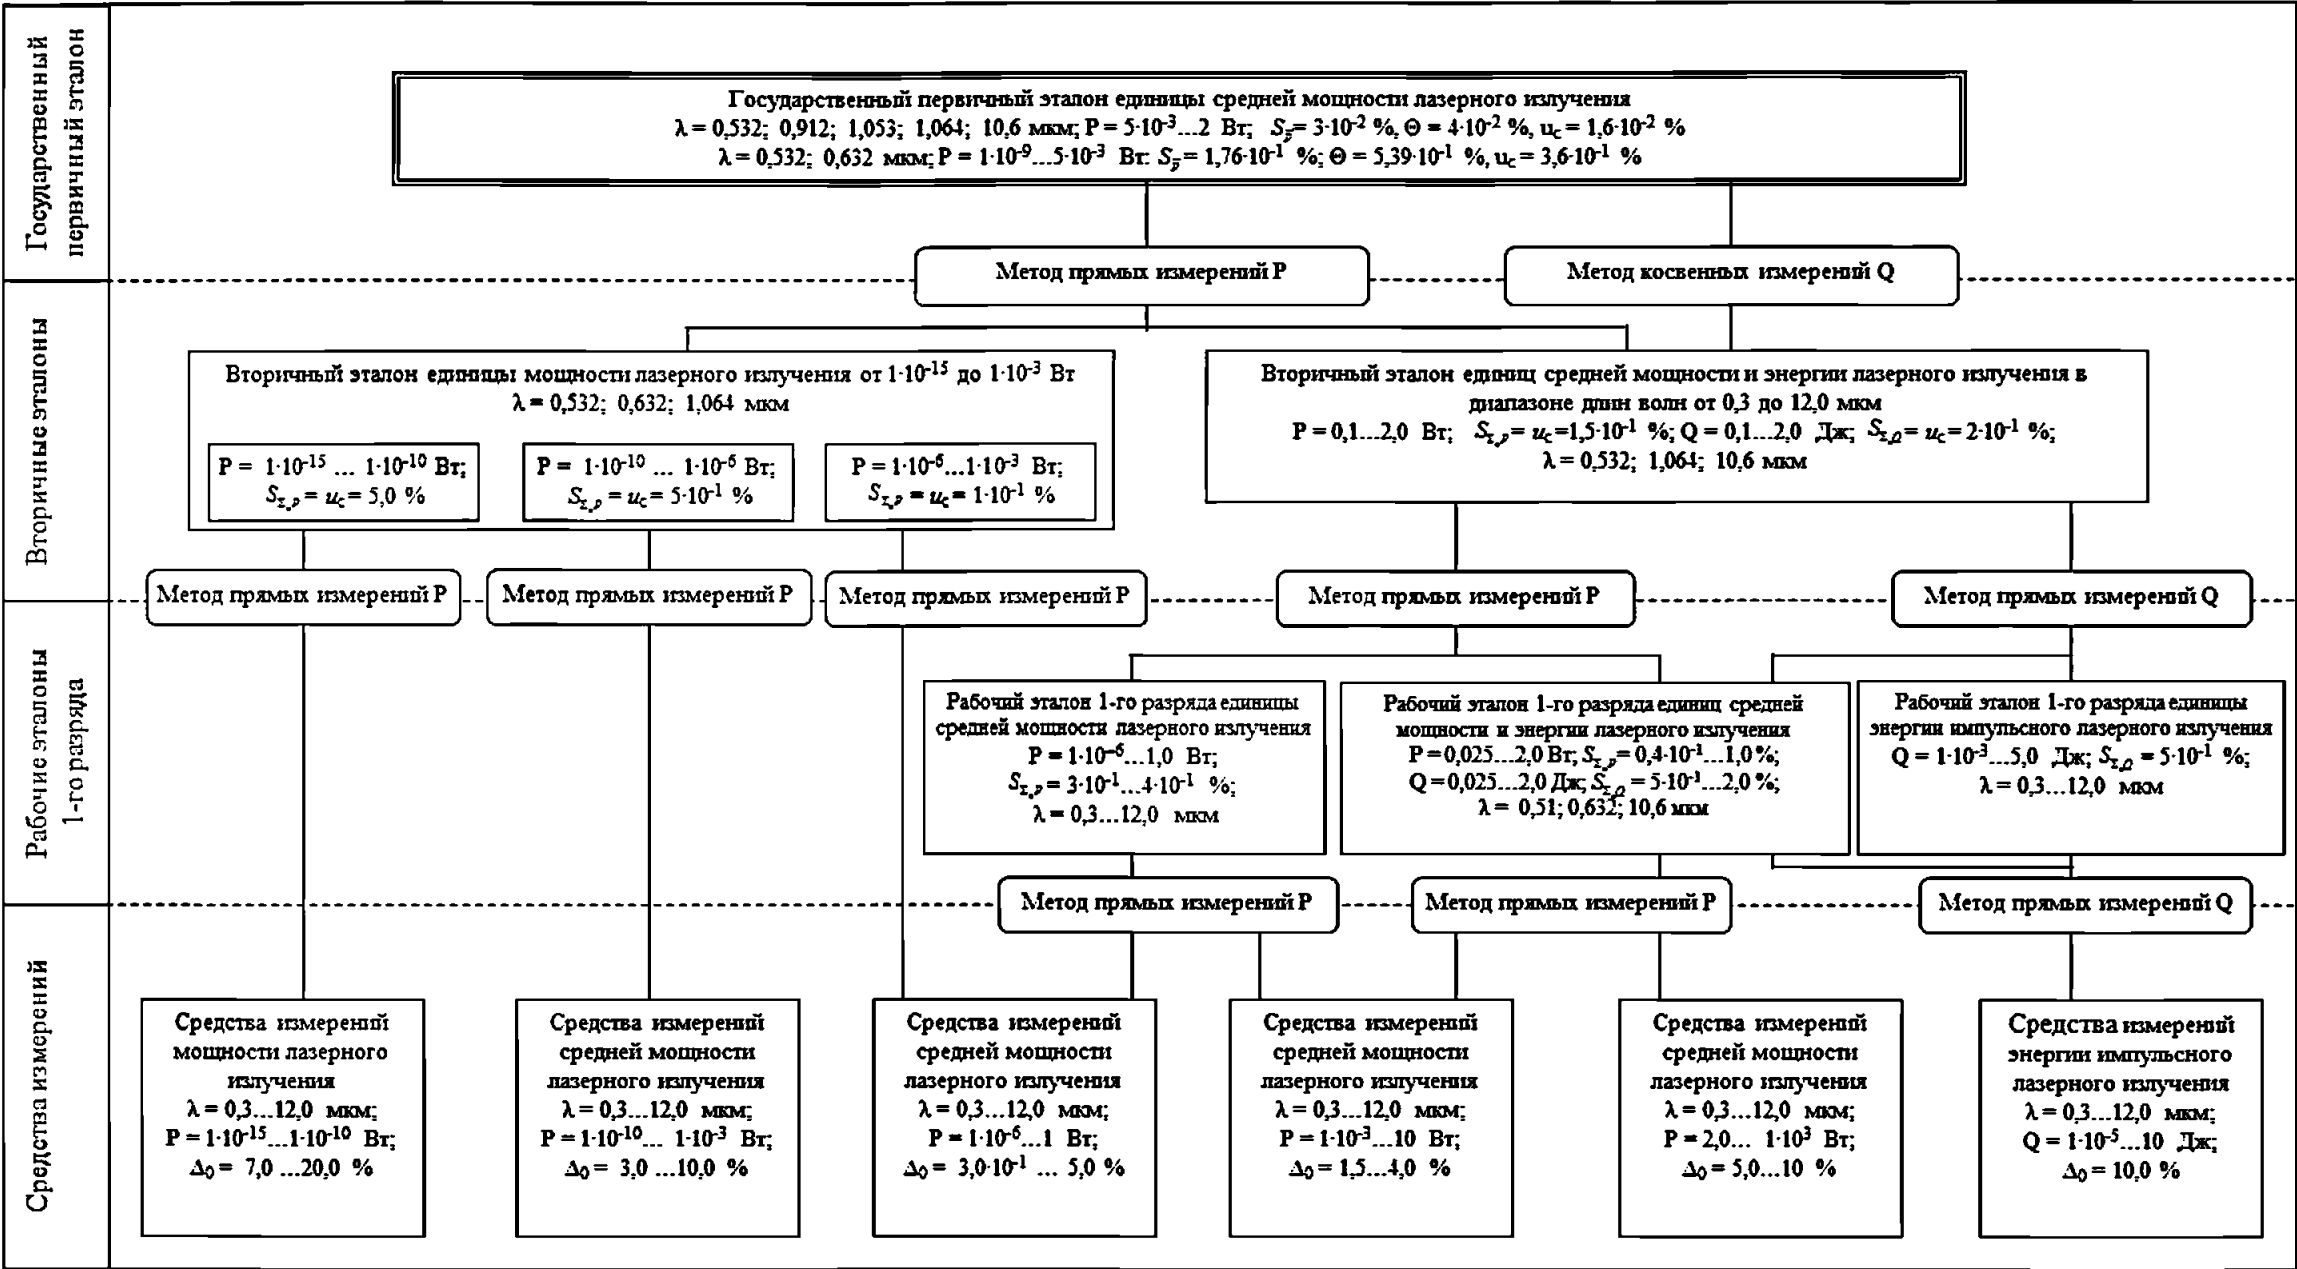 Государственный
первичный эталон
Государственный первичный эталон единицы средней мощности лазерного излучения
λ = 0,532; 0,912; 1,053; 1,064; 10,6 мкм; P = 5·10⁻³...2 Вт; S_p̄ = 3·10⁻² %, Θ = 4·10⁻² %, u_c = 1,6·10⁻² %
λ = 0,532; 0,632 мкм; P = 1·10⁻⁹...5·10⁻³ Вт: S_p̄ = 1,76·10⁻¹ %; Θ = 5,39·10⁻¹ %, u_c = 3,6·10⁻¹ %
Метод прямых измерений P
Метод косвенных измерений Q
Вторичные эталоны
Вторичный эталон единицы мощности лазерного излучения от 1·10⁻¹⁵ до 1·10⁻³ Вт
λ = 0,532; 0,632; 1,064 мкм
P = 1·10⁻¹⁵ ... 1·10⁻¹⁰ Вт;
S_Σ,P = u_c = 5,0 %
P = 1·10⁻¹⁰ ... 1·10⁻⁶ Вт;
S_Σ,P = u_c = 5·10⁻¹ %
P = 1·10⁻⁶...1·10⁻³ Вт;
S_Σ,P = u_c = 1·10⁻¹ %
Вторичный эталон единиц средней мощности и энергии лазерного излучения в
диапазоне длин волн от 0,3 до 12,0 мкм
P = 0,1...2,0 Вт; S_Σ,P = u_c =1,5·10⁻¹ %; Q = 0,1...2,0 Дж; S_Σ,Q = u_c = 2·10⁻¹ %;
λ = 0,532; 1,064; 10,6 мкм
Метод прямых измерений P
Метод прямых измерений P
Метод прямых измерений P
Метод прямых измерений P
Метод прямых измерений Q
Рабочие эталоны
1-го разряда
Рабочий эталон 1-го разряда единицы
средней мощности лазерного излучения
P = 1·10⁻⁶...1,0 Вт;
S_Σ,P = 3·10⁻¹...4·10⁻¹ %;
λ = 0,3...12,0 мкм
Рабочий эталон 1-го разряда единиц средней
мощности и энергии лазерного излучения
P = 0,025...2,0 Вт; S_Σ,P = 0,4·10⁻¹...1,0 %;
Q = 0,025...2,0 Дж; S_Σ,Q = 5·10⁻¹...2,0 %;
λ = 0,51; 0,632; 10,6 мкм
Рабочий эталон 1-го разряда единицы
энергии импульсного лазерного излучения
Q = 1·10⁻³...5,0 Дж; S_Σ,Q = 5·10⁻¹ %;
λ = 0,3...12,0 мкм
Метод прямых измерений P
Метод прямых измерений P
Метод прямых измерений Q
Средства измерений
Средства измерений
мощности лазерного
излучения
λ = 0,3...12,0 мкм;
P = 1·10⁻¹⁵...1·10⁻¹⁰ Вт;
Δ₀ = 7,0 ...20,0 %
Средства измерений
средней мощности
лазерного излучения
λ = 0,3...12,0 мкм;
P = 1·10⁻¹⁰... 1·10⁻³ Вт;
Δ₀ = 3,0 ...10,0 %
Средства измерений
средней мощности
лазерного излучения
λ = 0,3...12,0 мкм;
P = 1·10⁻⁶...1 Вт;
Δ₀ = 3,0·10⁻¹ ... 5,0 %
Средства измерений
средней мощности
лазерного излучения
λ = 0,3...12,0 мкм;
P = 1·10⁻³...10 Вт;
Δ₀ = 1,5...4,0 %
Средства измерений
средней мощности
лазерного излучения
λ = 0,3...12,0 мкм;
P = 2,0... 1·10³ Вт;
Δ₀ = 5,0...10 %
Средства измерений
энергии импульсного
лазерного излучения
λ = 0,3...12,0 мкм;
Q = 1·10⁻⁵...10 Дж;
Δ₀ = 10,0 %